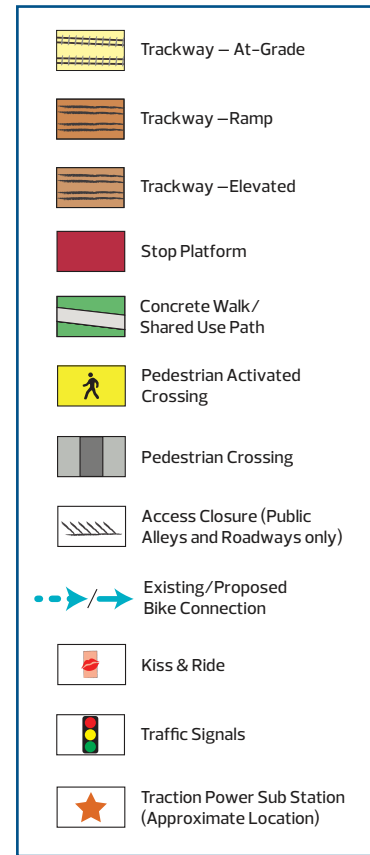 Trackway – At-Grade
Trackway –Ramp
Trackway –Elevated
Stop Platform
Concrete Walk/
Shared Use Path
Pedestrian Activated
Crossing
Pedestrian Crossing
Access Closure (Public
Alleys and Roadways only)
/
Existing/Proposed
Bike Connection
Kiss & Ride
Traffic Signals
Traction Power Sub Station
(Approximate Location)